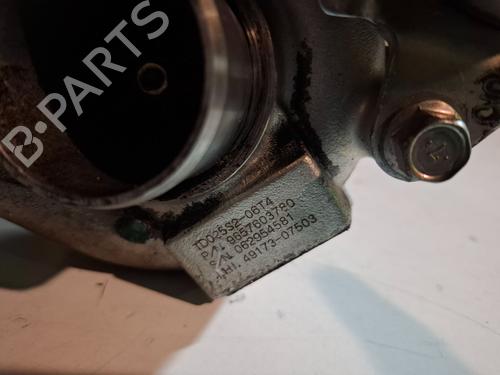 B-PARTS
TD025S2-06T4
P/N. 9657603780
S/N. 062954581
MHI. 49173-07503